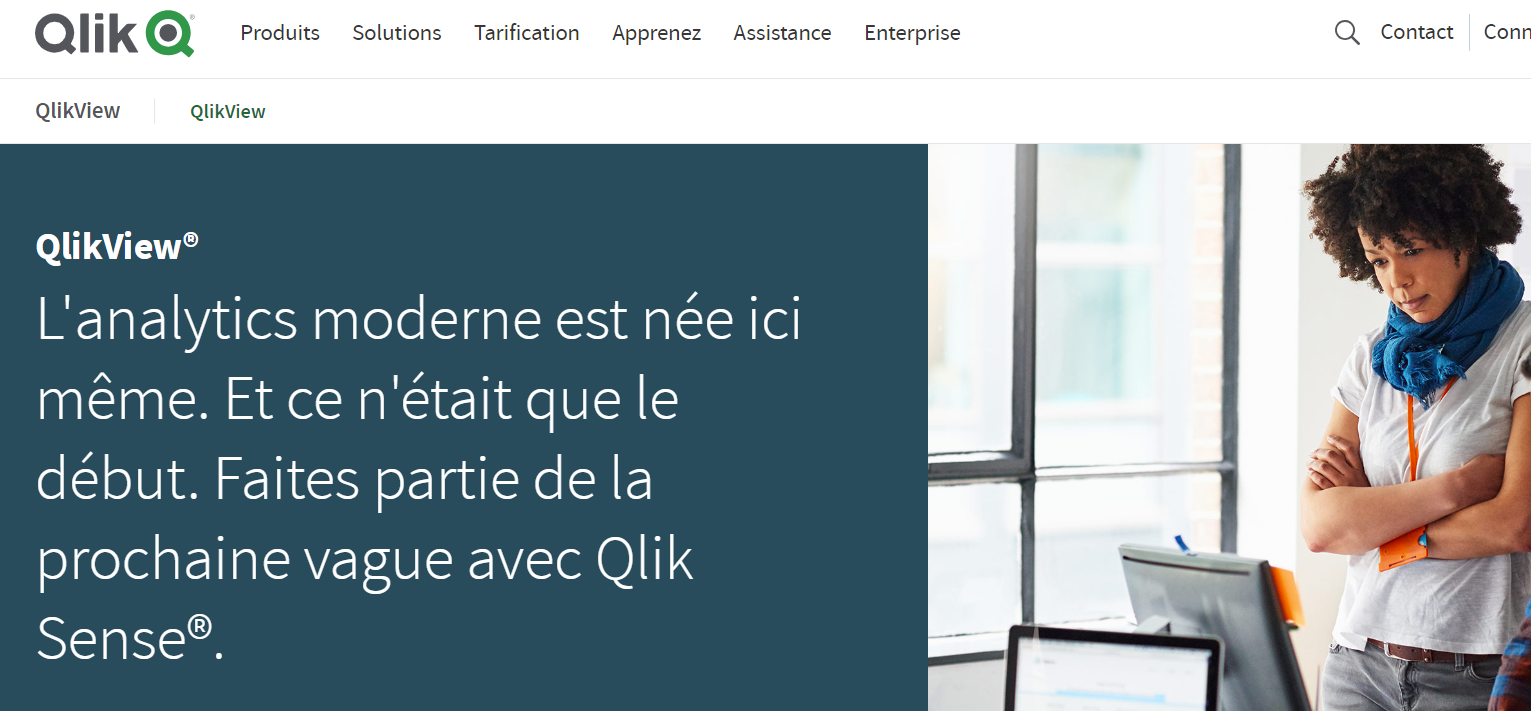 Qlik
Produits Solutions Tarification Apprenez Assistance Enterprise
Contact Conn
QlikView QlikView
QlikView®
L'analytics moderne est née ici
même. Et ce n'était que le
début. Faites partie de la
prochaine vague avec Qlik
Sense®.